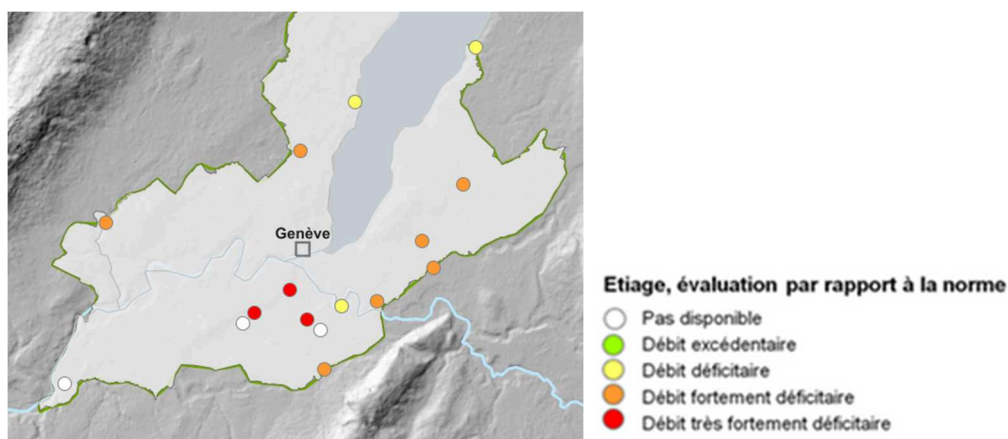 Genève
Etiage, évaluation par rapport à la norme
Pas disponible
Débit excédentaire
Débit déficitaire
Débit fortement déficitaire
Débit très fortement déficitaire